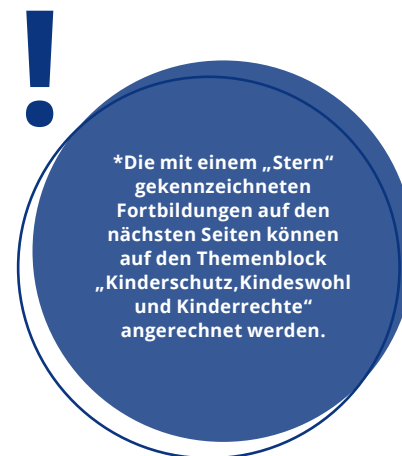 !
*Die mit einem „Stern“
gekennzeichneten
Fortbildungen auf den
nächsten Seiten können
auf den Themenblock
„Kinderschutz,Kindeswohl
und Kinderrechte“
angerechnet werden.